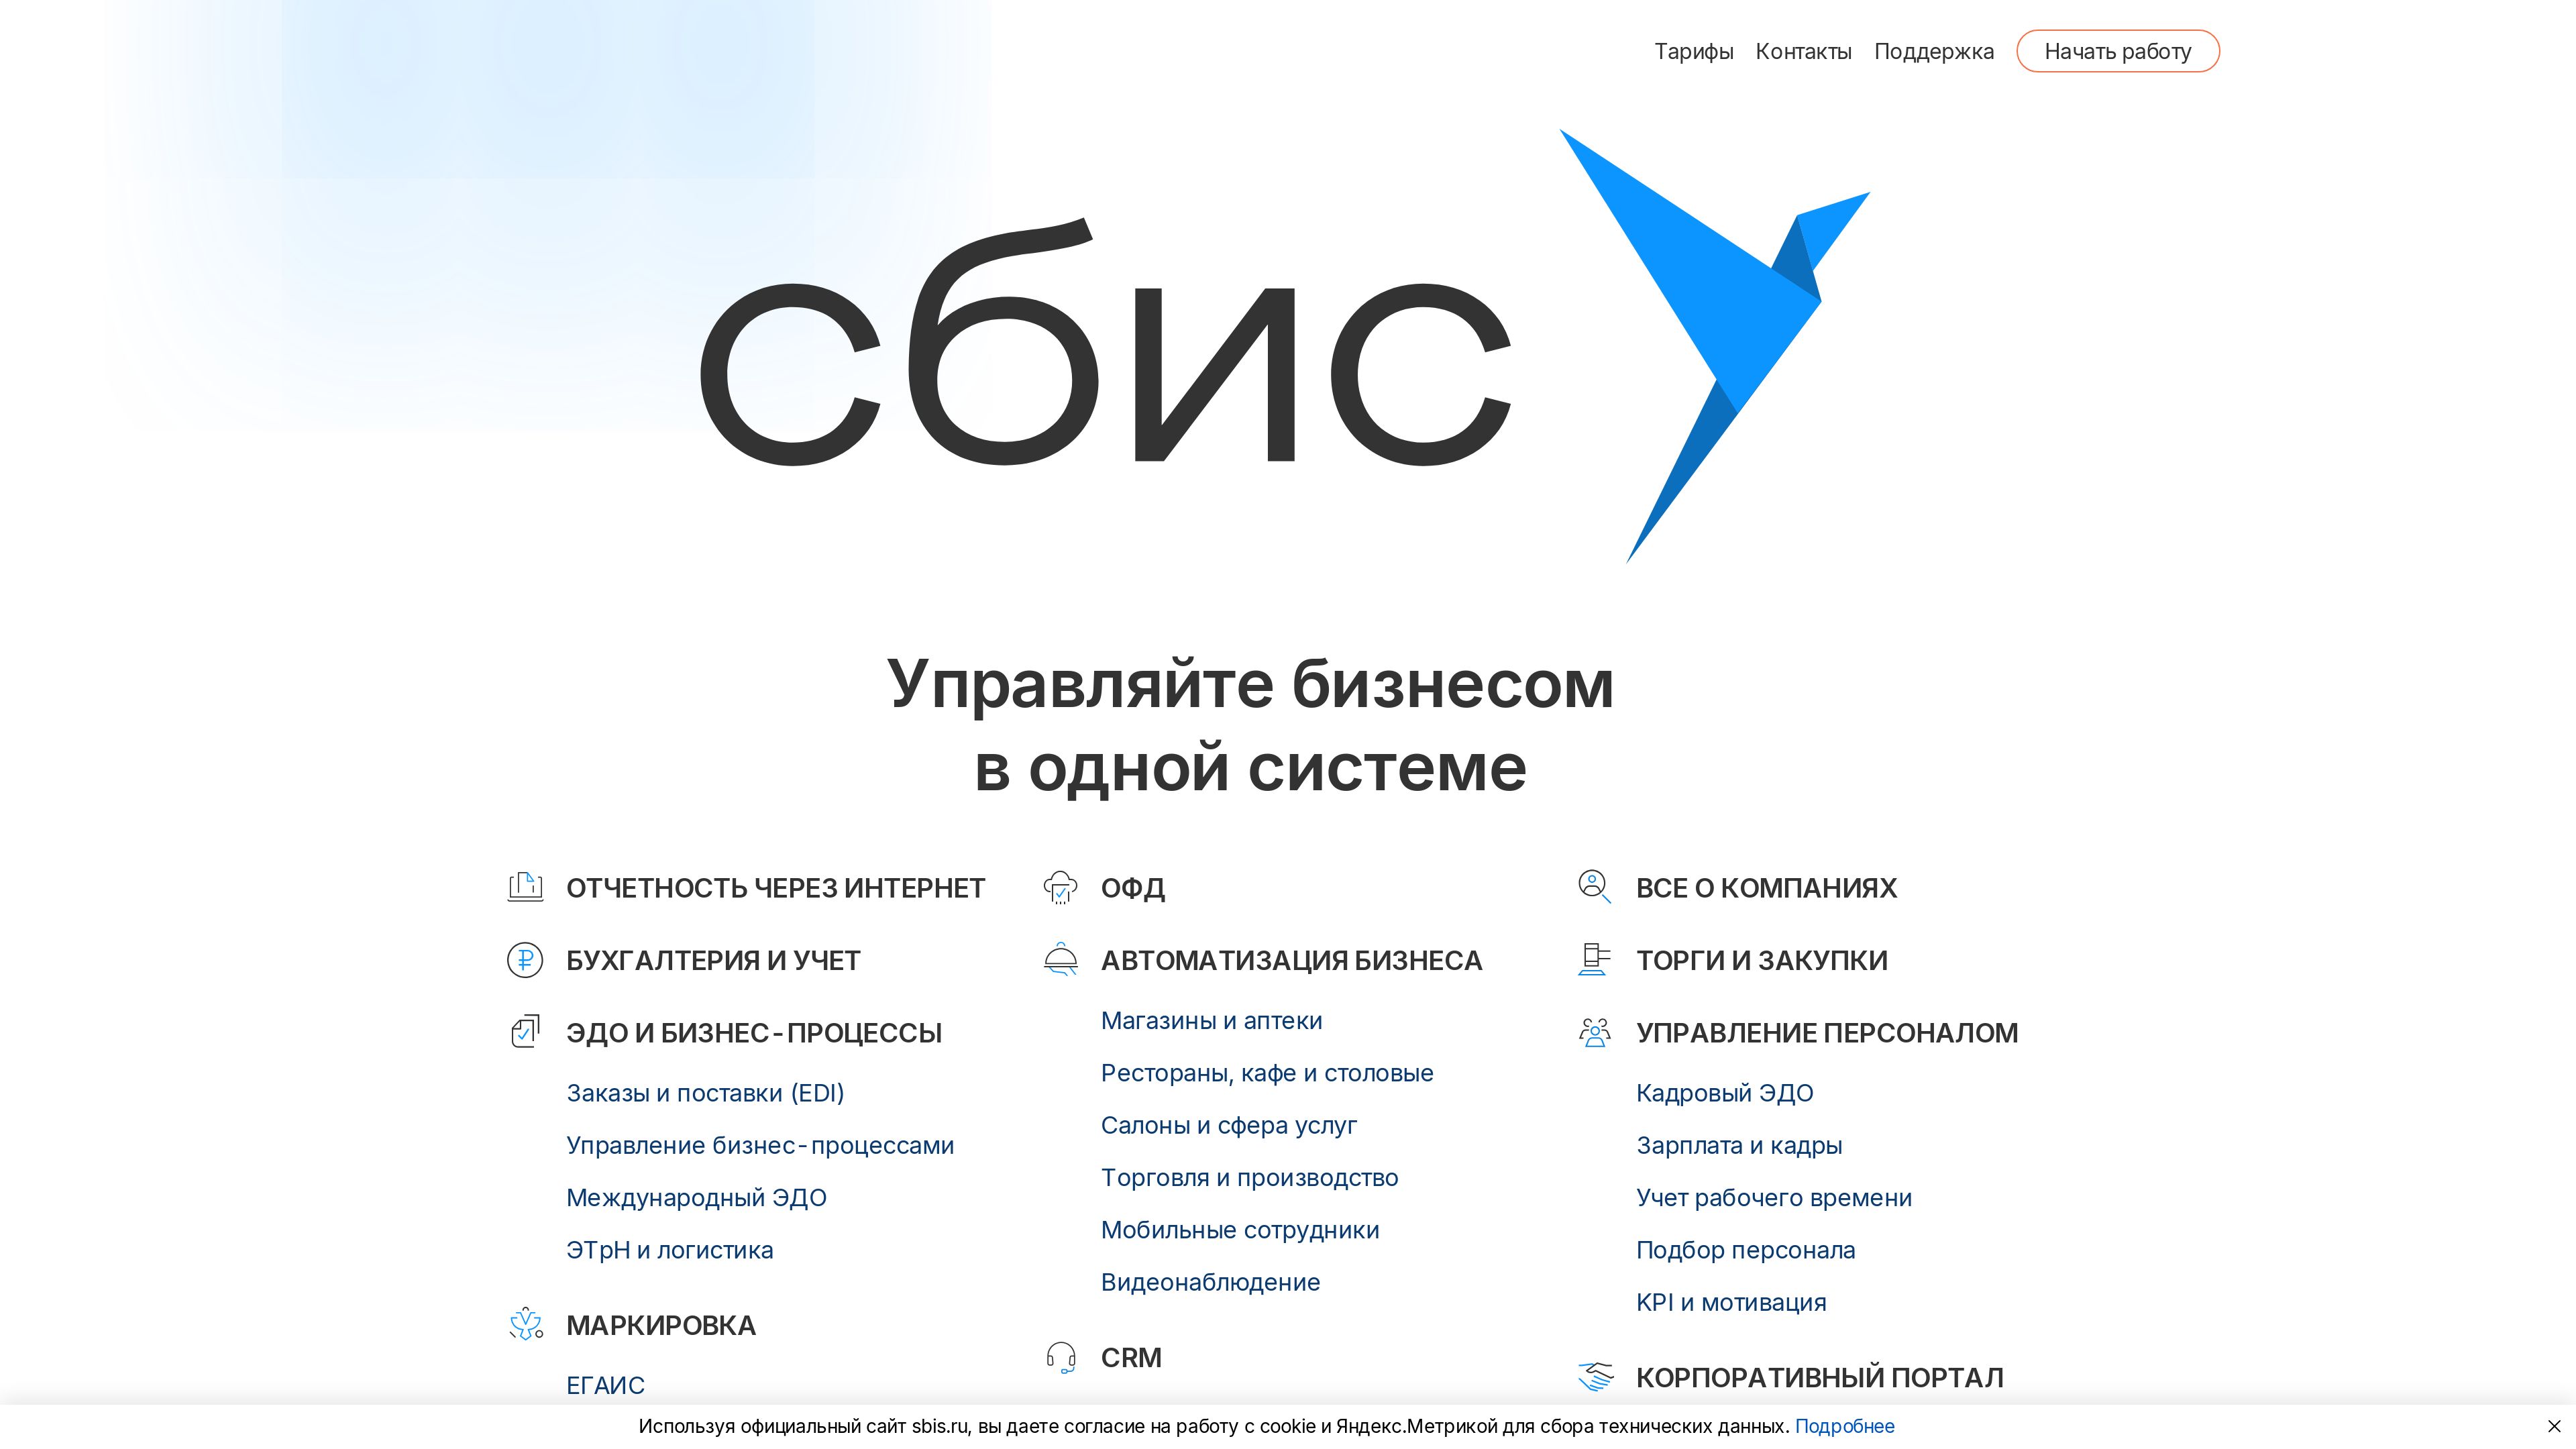 Тарифы Контакты Поддержка Начать работу
сбис
Управляйте бизнесом
в одной системе
ОТЧЕТНОСТЬ ЧЕРЕЗ ИНТЕРНЕТ
БУХГАЛТЕРИЯ И УЧЕТ
ЭДО И БИЗНЕС-ПРОЦЕССЫ
Заказы и поставки (EDI)
Управление бизнес-процессами
Международный ЭДО
ЭТрН и логистика
МАРКИРОВКА
ЕГАИС
ОФД
АВТОМАТИЗАЦИЯ БИЗНЕСА
Магазины и аптеки
Рестораны, кафе и столовые
Салоны и сфера услуг
Торговля и производство
Мобильные сотрудники
Видеонаблюдение
CRM
ВСЕ О КОМПАНИЯХ
ТОРГИ И ЗАКУПКИ
УПРАВЛЕНИЕ ПЕРСОНАЛОМ
Кадровый ЭДО
Зарплата и кадры
Учет рабочего времени
Подбор персонала
KPI и мотивация
КОРПОРАТИВНЫЙ ПОРТАЛ
Используя официальный сайт sbis.ru, вы даете согласие на работу с cookie и Яндекс.Метрикой для сбора технических данных. Подробнее